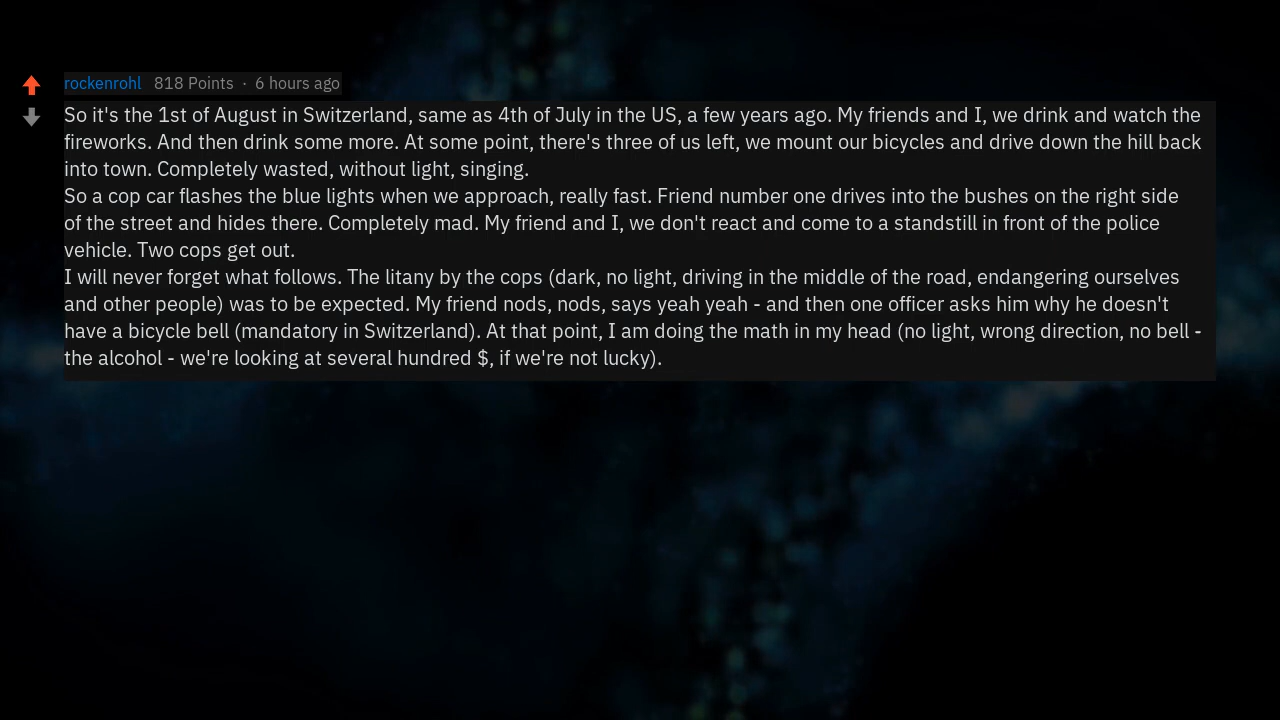 rockenrohl 818 Points · 6 hours ago
So it's the 1st of August in Switzerland, same as 4th of July in the US, a few years ago. My friends and I, we drink and watch the
fireworks. And then drink some more. At some point, there's three of us left, we mount our bicycles and drive down the hill back
into town. Completely wasted, without light, singing.
So a cop car flashes the blue lights when we approach, really fast. Friend number one drives into the bushes on the right side
of the street and hides there. Completely mad. My friend and I, we don't react and come to a standstill in front of the police
vehicle. Two cops get out.
I will never forget what follows. The litany by the cops (dark, no light, driving in the middle of the road, endangering ourselves
and other people) was to be expected. My friend nods, nods, says yeah yeah - and then one officer asks him why he doesn't
have a bicycle bell (mandatory in Switzerland). At that point, I am doing the math in my head (no light, wrong direction, no bell -
the alcohol - we're looking at several hundred $, if we're not lucky).